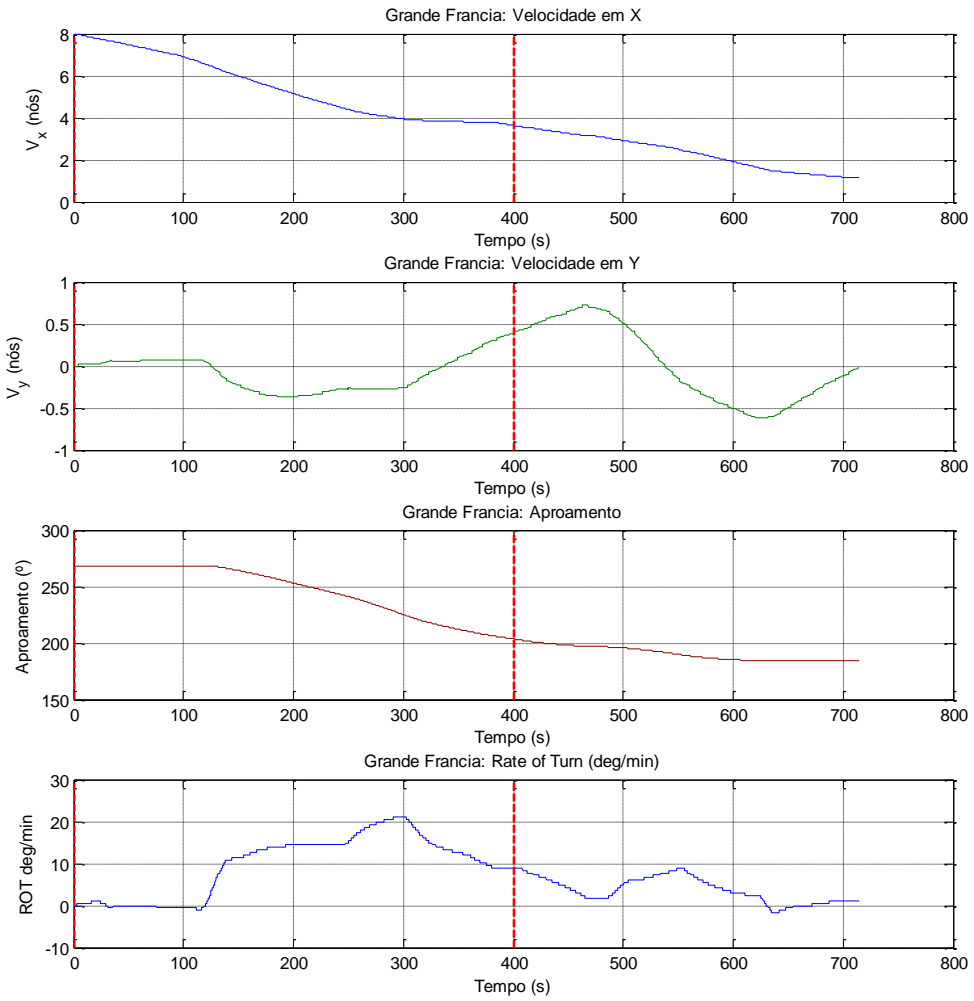 Grande Francia: Velocidade em X
8
6
4
2
0
V_x (nós)
0 100 200 300 400 500 600 700 800
Tempo (s)
Grande Francia: Velocidade em Y
1
0.5
0
-0.5
-1
V_y (nós)
0 100 200 300 400 500 600 700 800
Tempo (s)
Grande Francia: Aproamento
300
250
200
150
Aproamento (º)
0 100 200 300 400 500 600 700 800
Tempo (s)
Grande Francia: Rate of Turn (deg/min)
30
20
10
0
-10
ROT deg/min
0 100 200 300 400 500 600 700 800
Tempo (s)